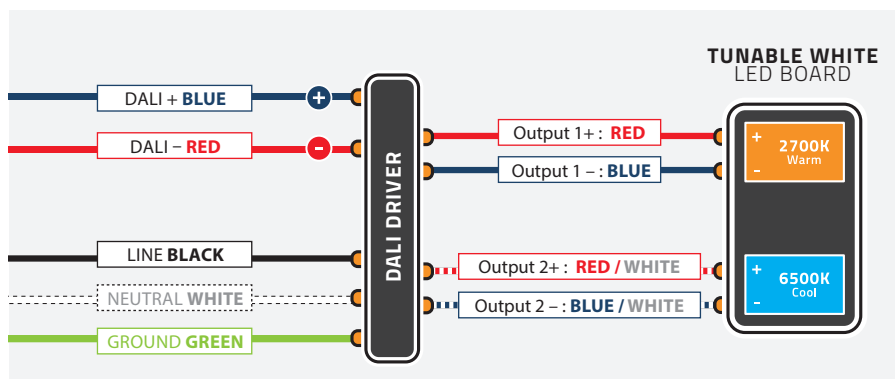 TUNABLE WHITE
LED BOARD
DALI + BLUE
+
DALI – RED
-
LINE BLACK
NEUTRAL WHITE
GROUND GREEN
DALI DRIVER
Output 1+ : RED
Output 1 – : BLUE
Output 2+ : RED / WHITE
Output 2 – : BLUE / WHITE
+
2700K
Warm
-
+
6500K
Cool
-